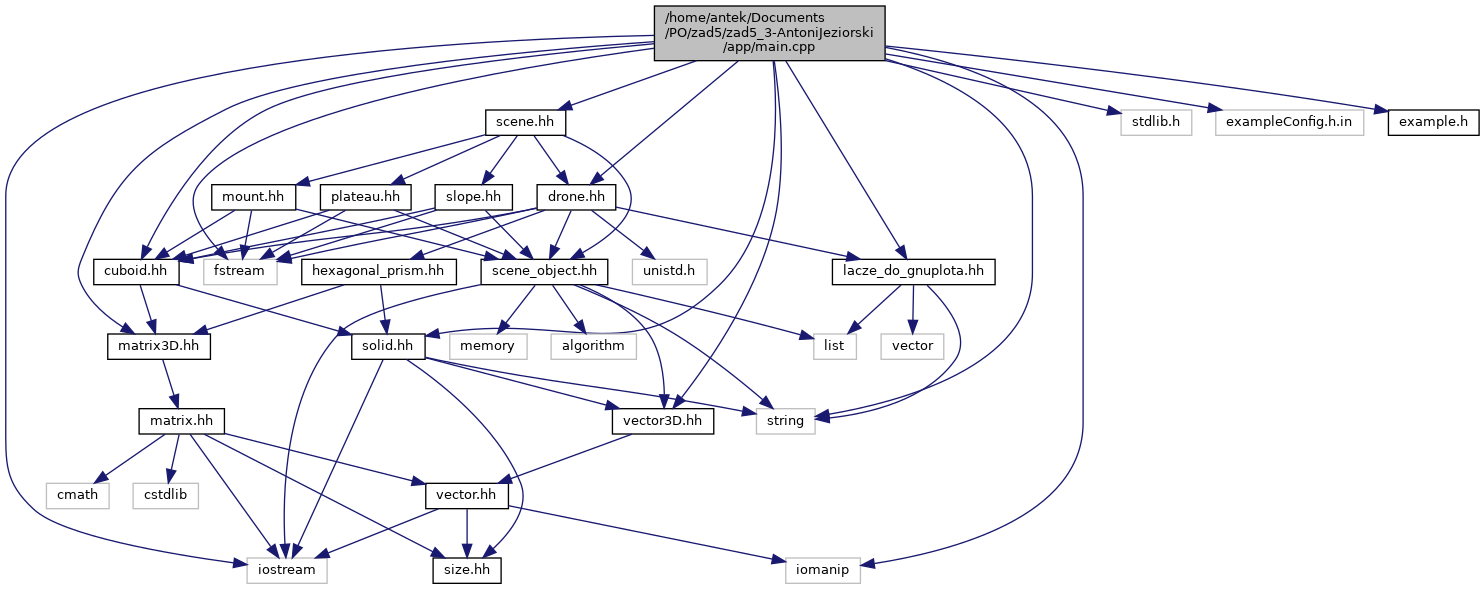 /home/antek/Documents
/PO/zad5/zad5_3-AntoniJeziorski
/app/main.cpp
scene.hh
stdlib.h
exampleConfig.h.in
example.h
mount.hh
plateau.hh
slope.hh
drone.hh
cuboid.hh
fstream
hexagonal_prism.hh
scene_object.hh
unistd.h
lacze_do_gnuplota.hh
matrix3D.hh
solid.hh
memory
algorithm
list
vector
matrix.hh
vector3D.hh
string
cmath
cstdlib
vector.hh
iostream
size.hh
iomanip